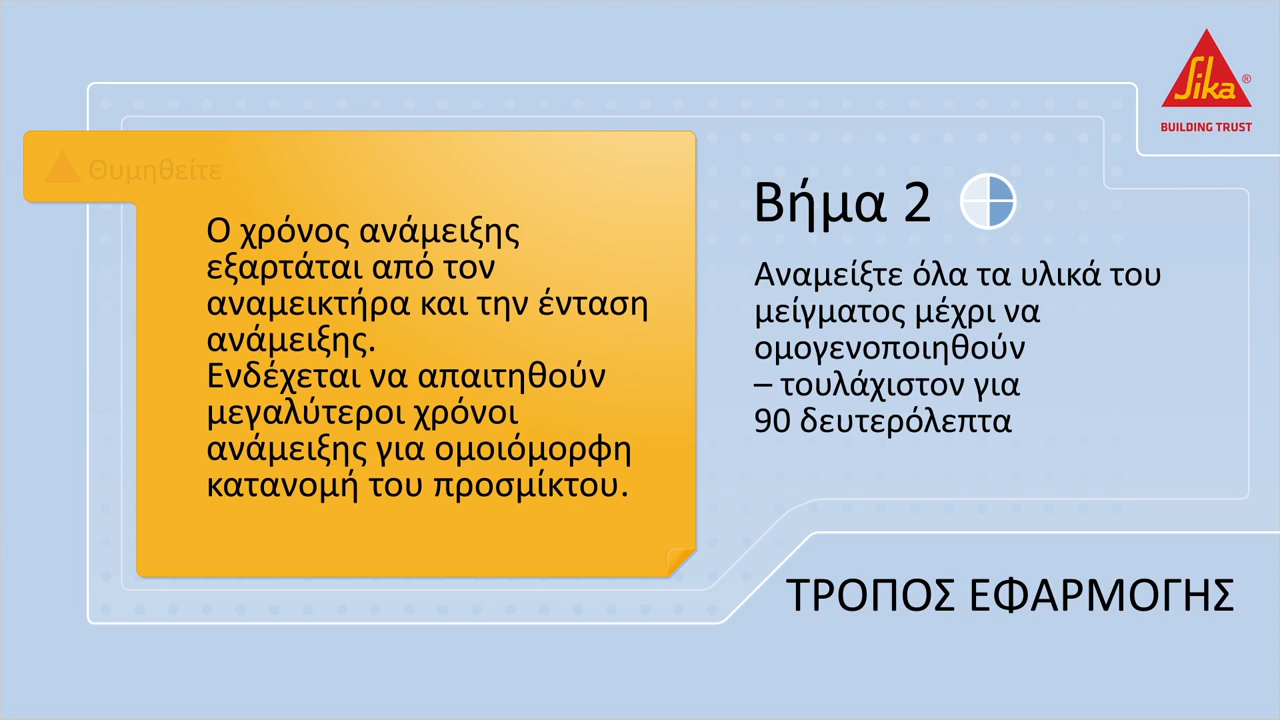 Sika®
BUILDING TRUST
Θυμηθείτε
Ο χρόνος ανάμειξης
εξαρτάται από τον
αναμεικτήρα και την ένταση
ανάμειξης.
Ενδέχεται να απαιτηθούν
μεγαλύτεροι χρόνοι
ανάμειξης για ομοιόμορφη
κατανομή του προσμίκτου.
Βήμα 2
Αναμείξτε όλα τα υλικά του
μείγματος μέχρι να
ομογενοποιηθούν
– τουλάχιστον για
90 δευτερόλεπτα
ΤΡΟΠΟΣ ΕΦΑΡΜΟΓΗΣ